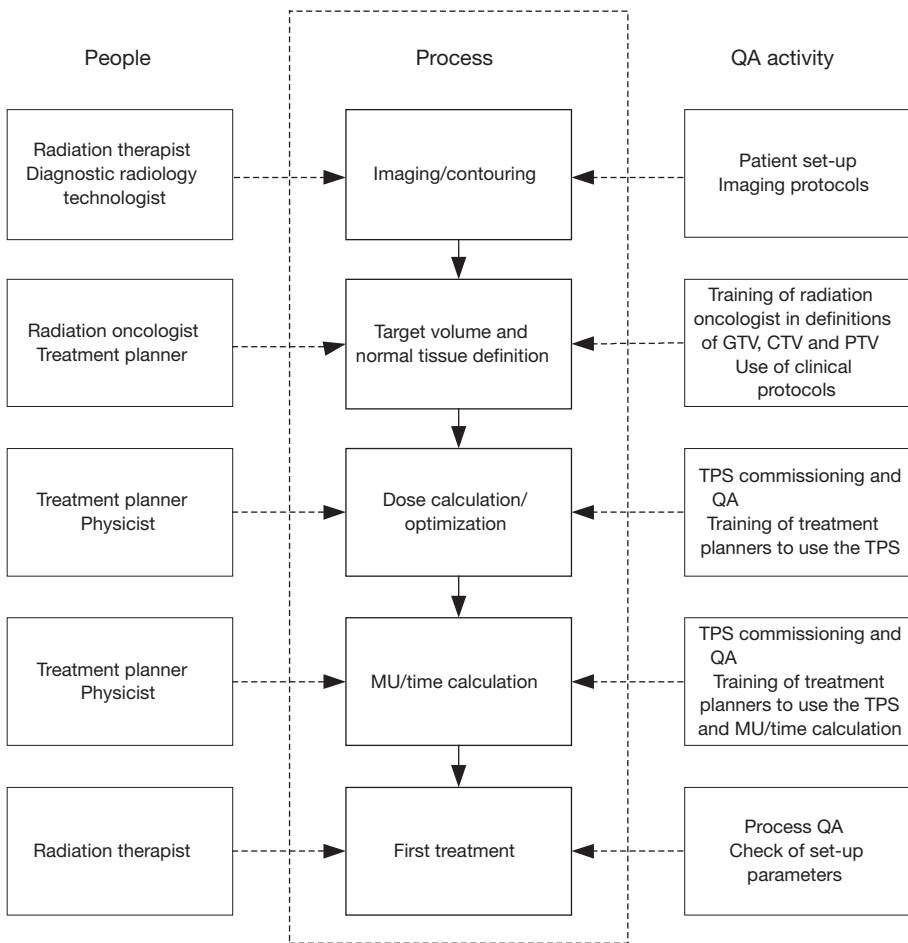 People
Process
QA activity
Radiation therapist
Diagnostic radiology
technologist
Imaging/contouring
Patient set-up
Imaging protocols
Radiation oncologist
Treatment planner
Target volume and
normal tissue definition
Training of radiation
oncologist in definitions
of GTV, CTV and PTV
Use of clinical
protocols
Treatment planner
Physicist
Dose calculation/
optimization
TPS commissioning and
QA
Training of treatment
planners to use the TPS
Treatment planner
Physicist
MU/time calculation
TPS commissioning and
QA
Training of treatment
planners to use the TPS
and MU/time calculation
Radiation therapist
First treatment
Process QA
Check of set-up
parameters